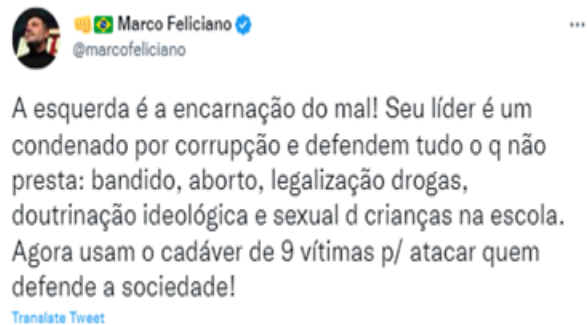 👊🇧🇷 Marco Feliciano
@marcofeliciano
A esquerda é a encarnação do mal! Seu líder é um
condenado por corrupção e defendem tudo o q não
presta: bandido, aborto, legalização drogas,
doutrinação ideológica e sexual d crianças na escola.
Agora usam o cadáver de 9 vítimas p/ atacar quem
defende a sociedade!
Translate Tweet